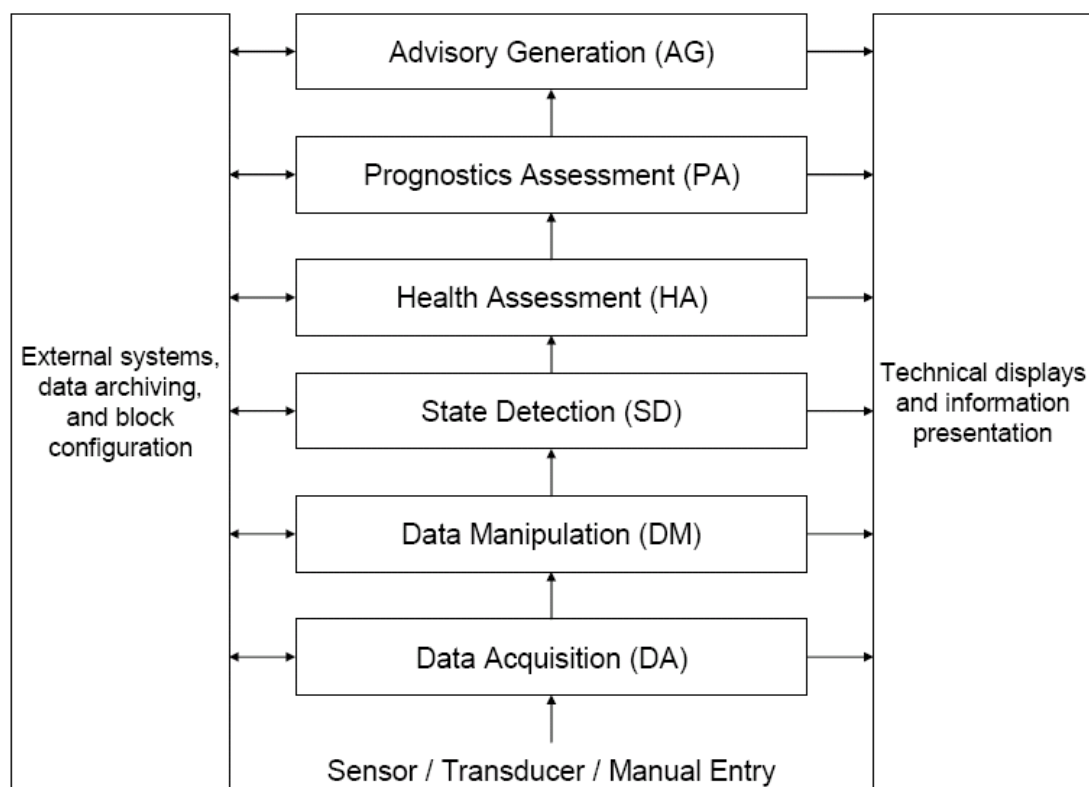 Advisory Generation (AG)
Prognostics Assessment (PA)
Health Assessment (HA)
External systems,
data archiving,
and block
configuration
State Detection (SD)
Technical displays
and information
presentation
Data Manipulation (DM)
Data Acquisition (DA)
Sensor / Transducer / Manual Entry